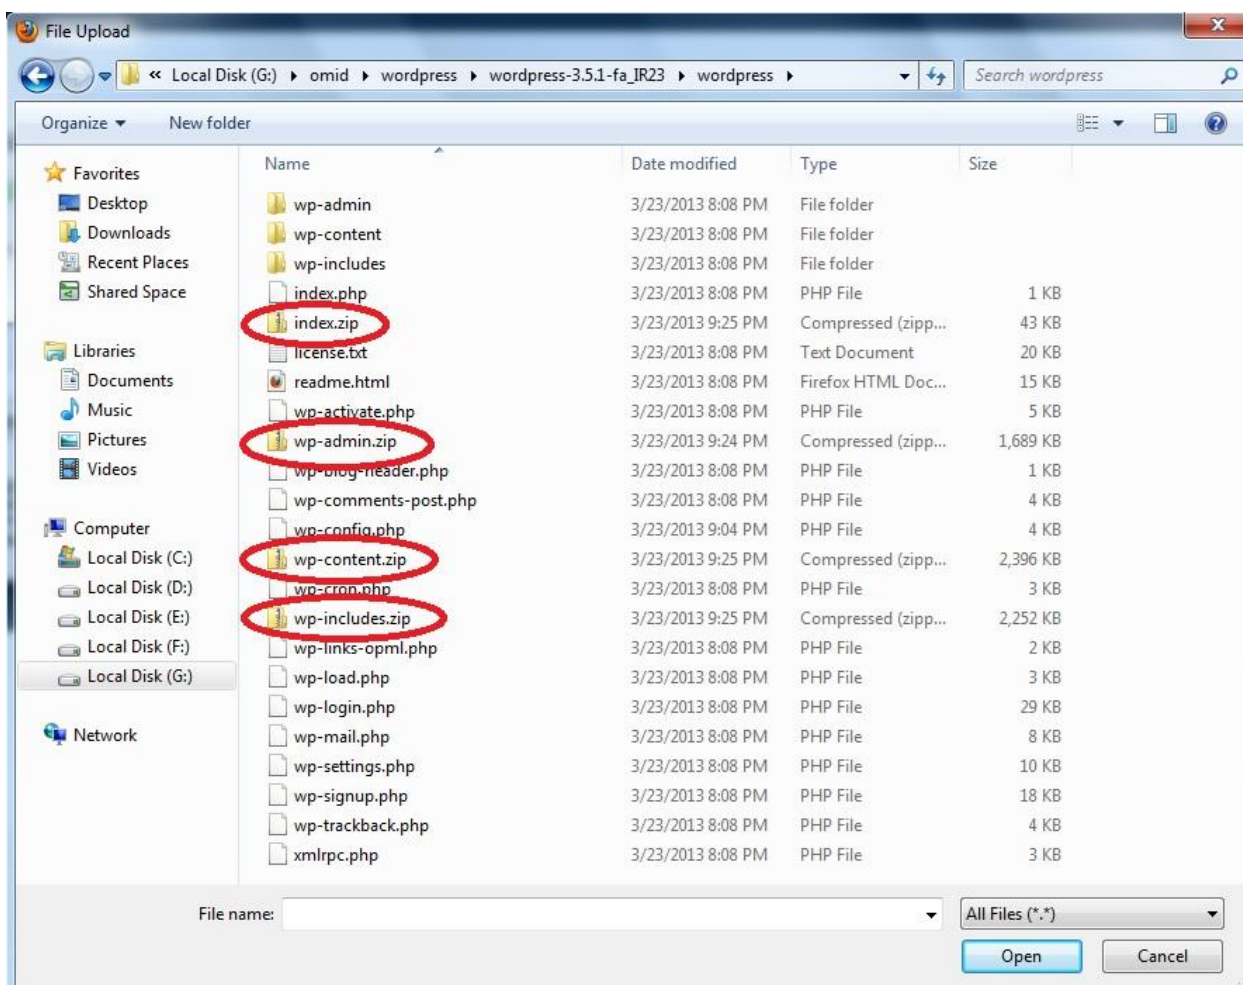 File Upload
« Local Disk (G:) ▸ omid ▸ wordpress ▸ wordpress-3.5.1-fa_IR23 ▸ wordpress ▸ Search wordpress
Organize ▾ New folder
Name Date modified Type Size
Favorites
Desktop
Downloads
Recent Places
Shared Space
Libraries
Documents
Music
Pictures
Videos
Computer
Local Disk (C:)
Local Disk (D:)
Local Disk (E:)
Local Disk (F:)
Local Disk (G:)
Network
wp-admin 3/23/2013 8:08 PM File folder
wp-content 3/23/2013 8:08 PM File folder
wp-includes 3/23/2013 8:08 PM File folder
index.php 3/23/2013 8:08 PM PHP File 1 KB
index.zip 3/23/2013 9:25 PM Compressed (zipp... 43 KB
license.txt 3/23/2013 8:08 PM Text Document 20 KB
readme.html 3/23/2013 8:08 PM Firefox HTML Doc... 15 KB
wp-activate.php 3/23/2013 8:08 PM PHP File 5 KB
wp-admin.zip 3/23/2013 9:24 PM Compressed (zipp... 1,689 KB
wp-blog-header.php 3/23/2013 8:08 PM PHP File 1 KB
wp-comments-post.php 3/23/2013 8:08 PM PHP File 4 KB
wp-config.php 3/23/2013 9:04 PM PHP File 4 KB
wp-content.zip 3/23/2013 9:25 PM Compressed (zipp... 2,396 KB
wp-cron.php 3/23/2013 8:08 PM PHP File 3 KB
wp-includes.zip 3/23/2013 9:25 PM Compressed (zipp... 2,252 KB
wp-links-opml.php 3/23/2013 8:08 PM PHP File 2 KB
wp-load.php 3/23/2013 8:08 PM PHP File 3 KB
wp-login.php 3/23/2013 8:08 PM PHP File 29 KB
wp-mail.php 3/23/2013 8:08 PM PHP File 8 KB
wp-settings.php 3/23/2013 8:08 PM PHP File 10 KB
wp-signup.php 3/23/2013 8:08 PM PHP File 18 KB
wp-trackback.php 3/23/2013 8:08 PM PHP File 4 KB
xmlrpc.php 3/23/2013 8:08 PM PHP File 3 KB
File name: All Files (*.*)
Open Cancel